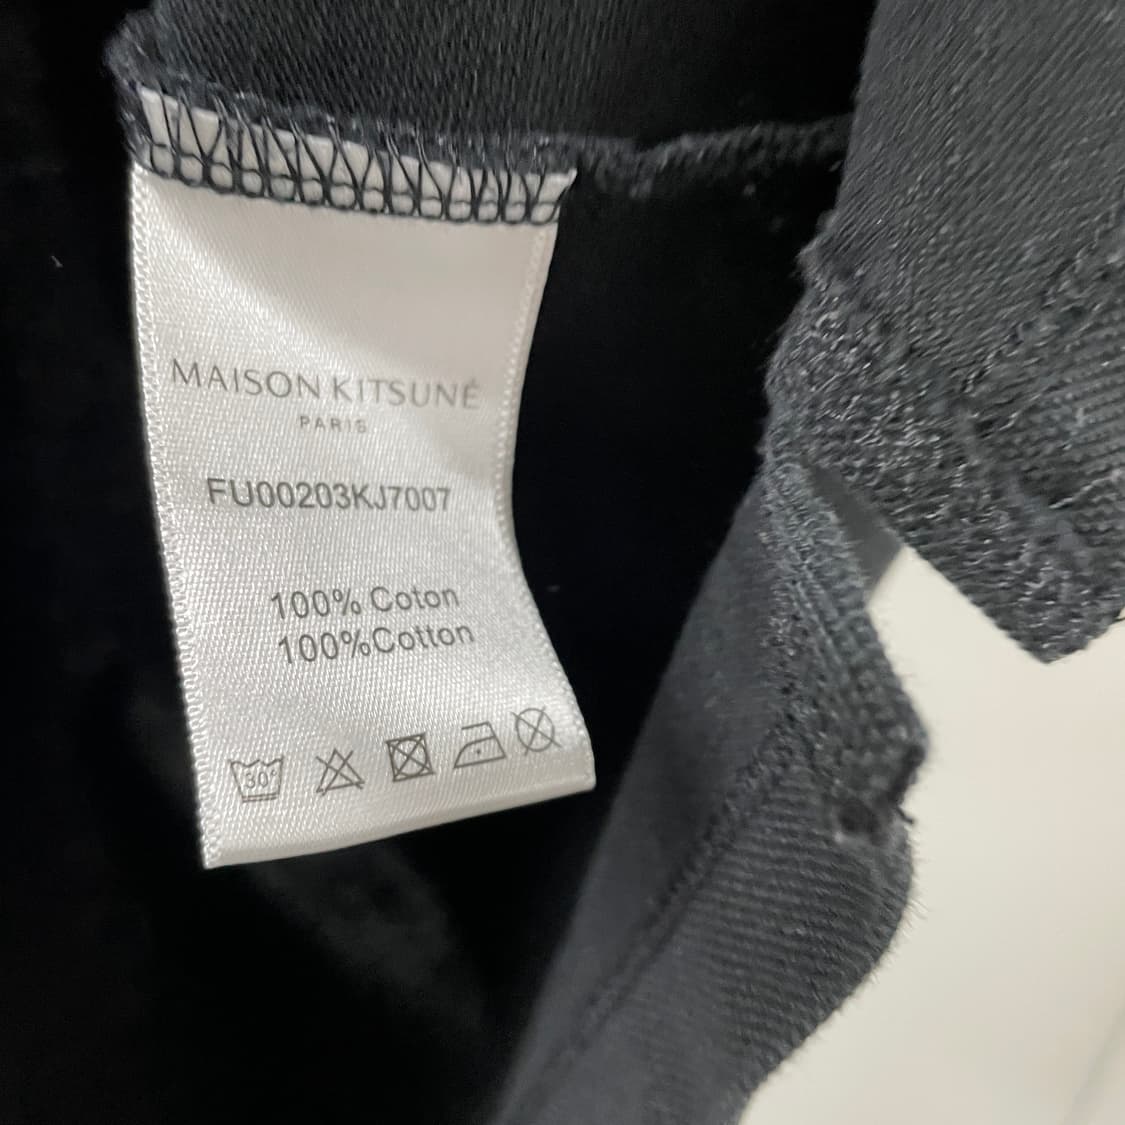 MAISON KITSUNÉ
PARIS
FU00203KJ7007
100% Coton
100%Cotton
30°